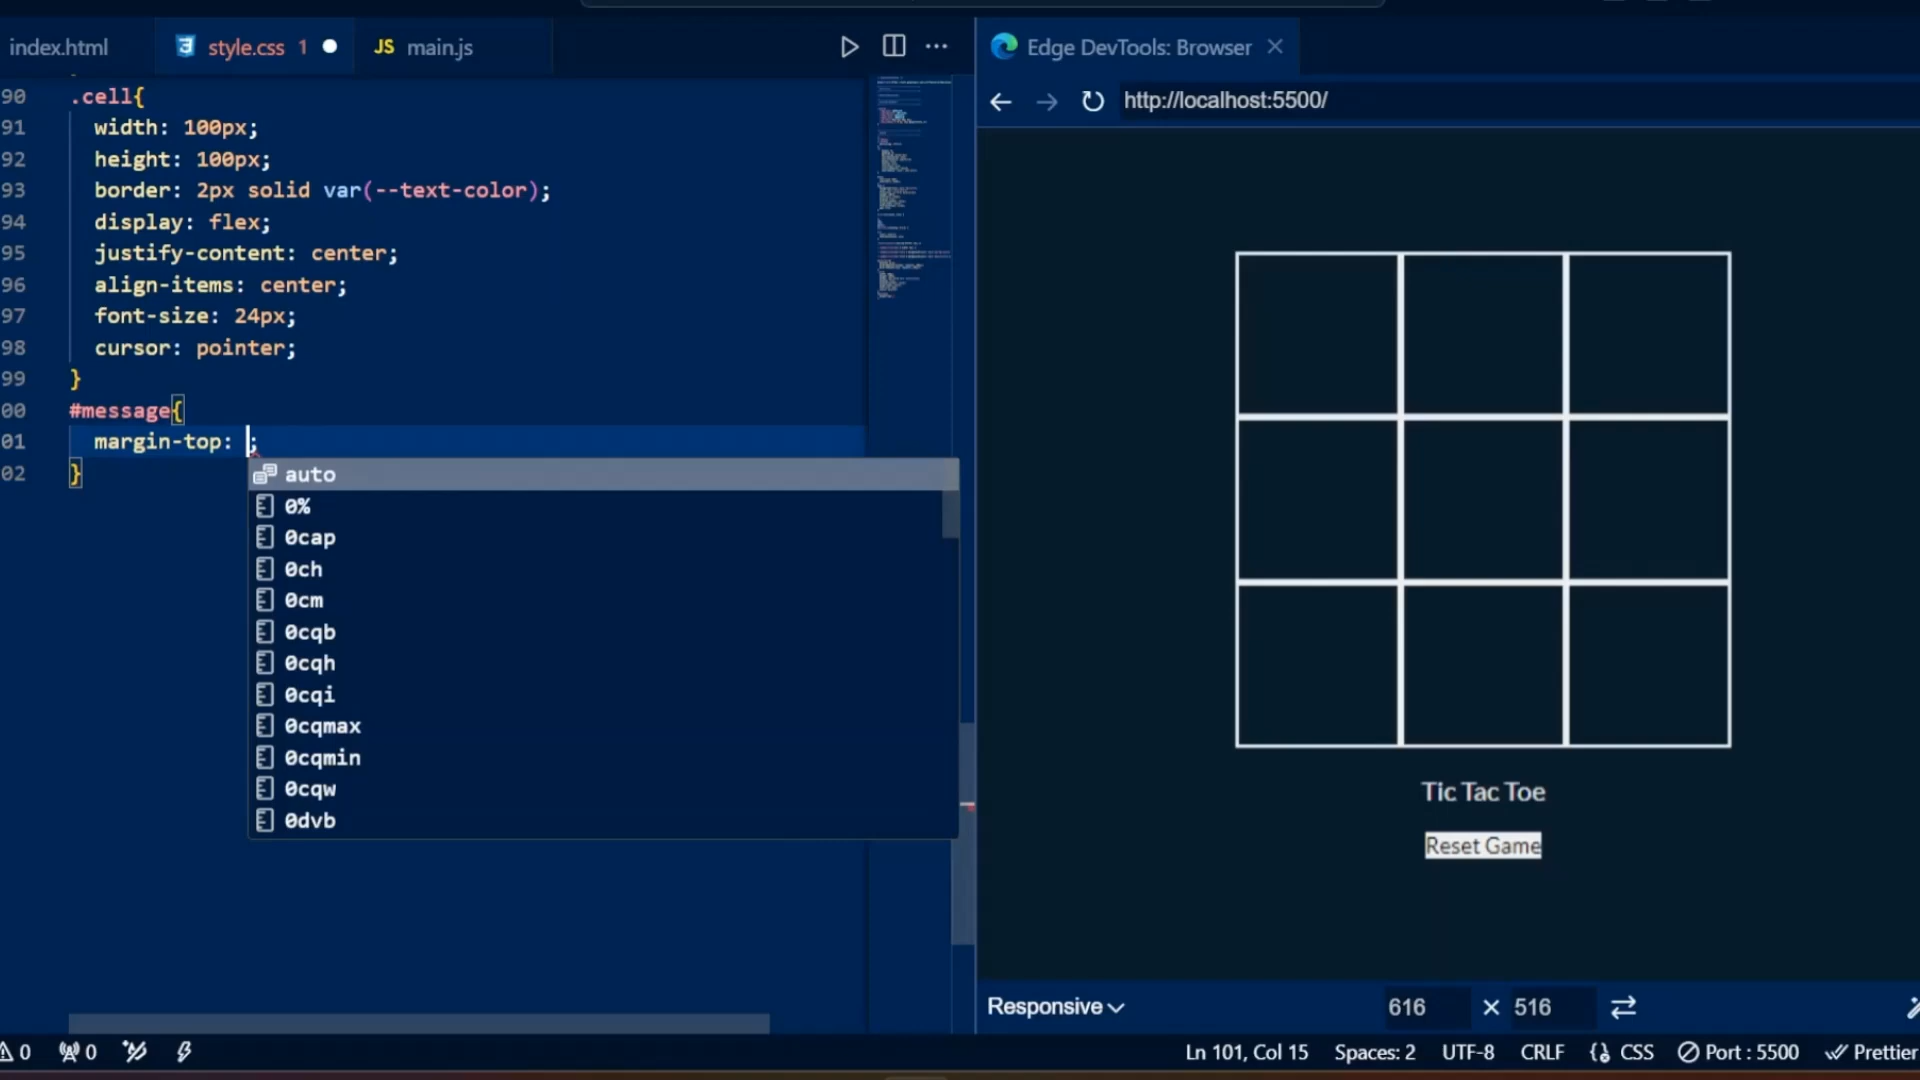 index.html
style.css 1
JS main.js
Edge DevTools: Browser
http://localhost:5500/
90 .cell{
91 width: 100px;
92 height: 100px;
93 border: 2px solid var(--text-color);
94 display: flex;
95 justify-content: center;
96 align-items: center;
97 font-size: 24px;
98 cursor: pointer;
99 }
00 #message{
01 margin-top: ;
02 }
auto
0%
0cap
0ch
0cm
0cqb
0cqh
0cqi
0cqmax
0cqmin
0cqw
0dvb
Tic Tac Toe
Reset Game
Responsive
616 × 516
0 0
Ln 101, Col 15 Spaces: 2 UTF-8 CRLF CSS Port : 5500 Prettier